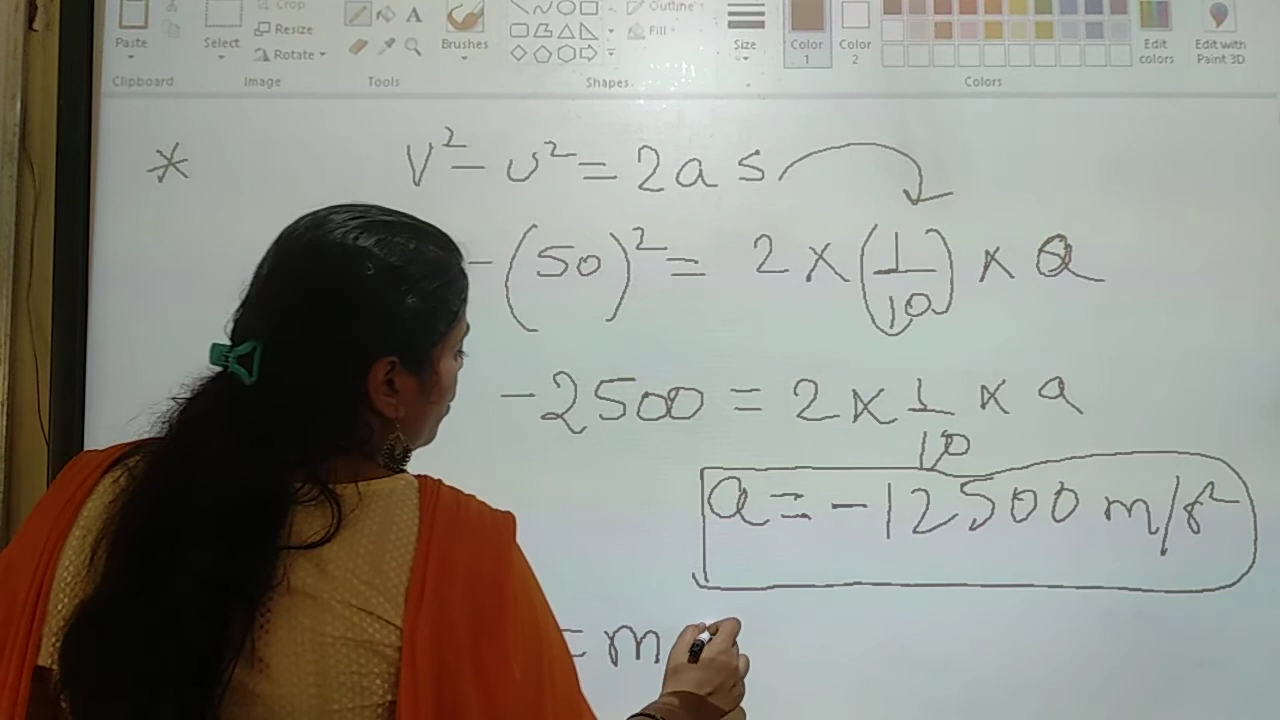 Crop
Resize
Rotate
Paste
Select
Brushes
Outline
Fill
Size
Color 1
Color 2
Edit colors
Edit with Paint 3D
Clipboard
Image
Tools
Shapes
Colors
* V² - u² = 2as
-(50)² = 2 × (1/10) × a
-2500 = 2 × 1/10 × a
a = -12500 m/s²
= m